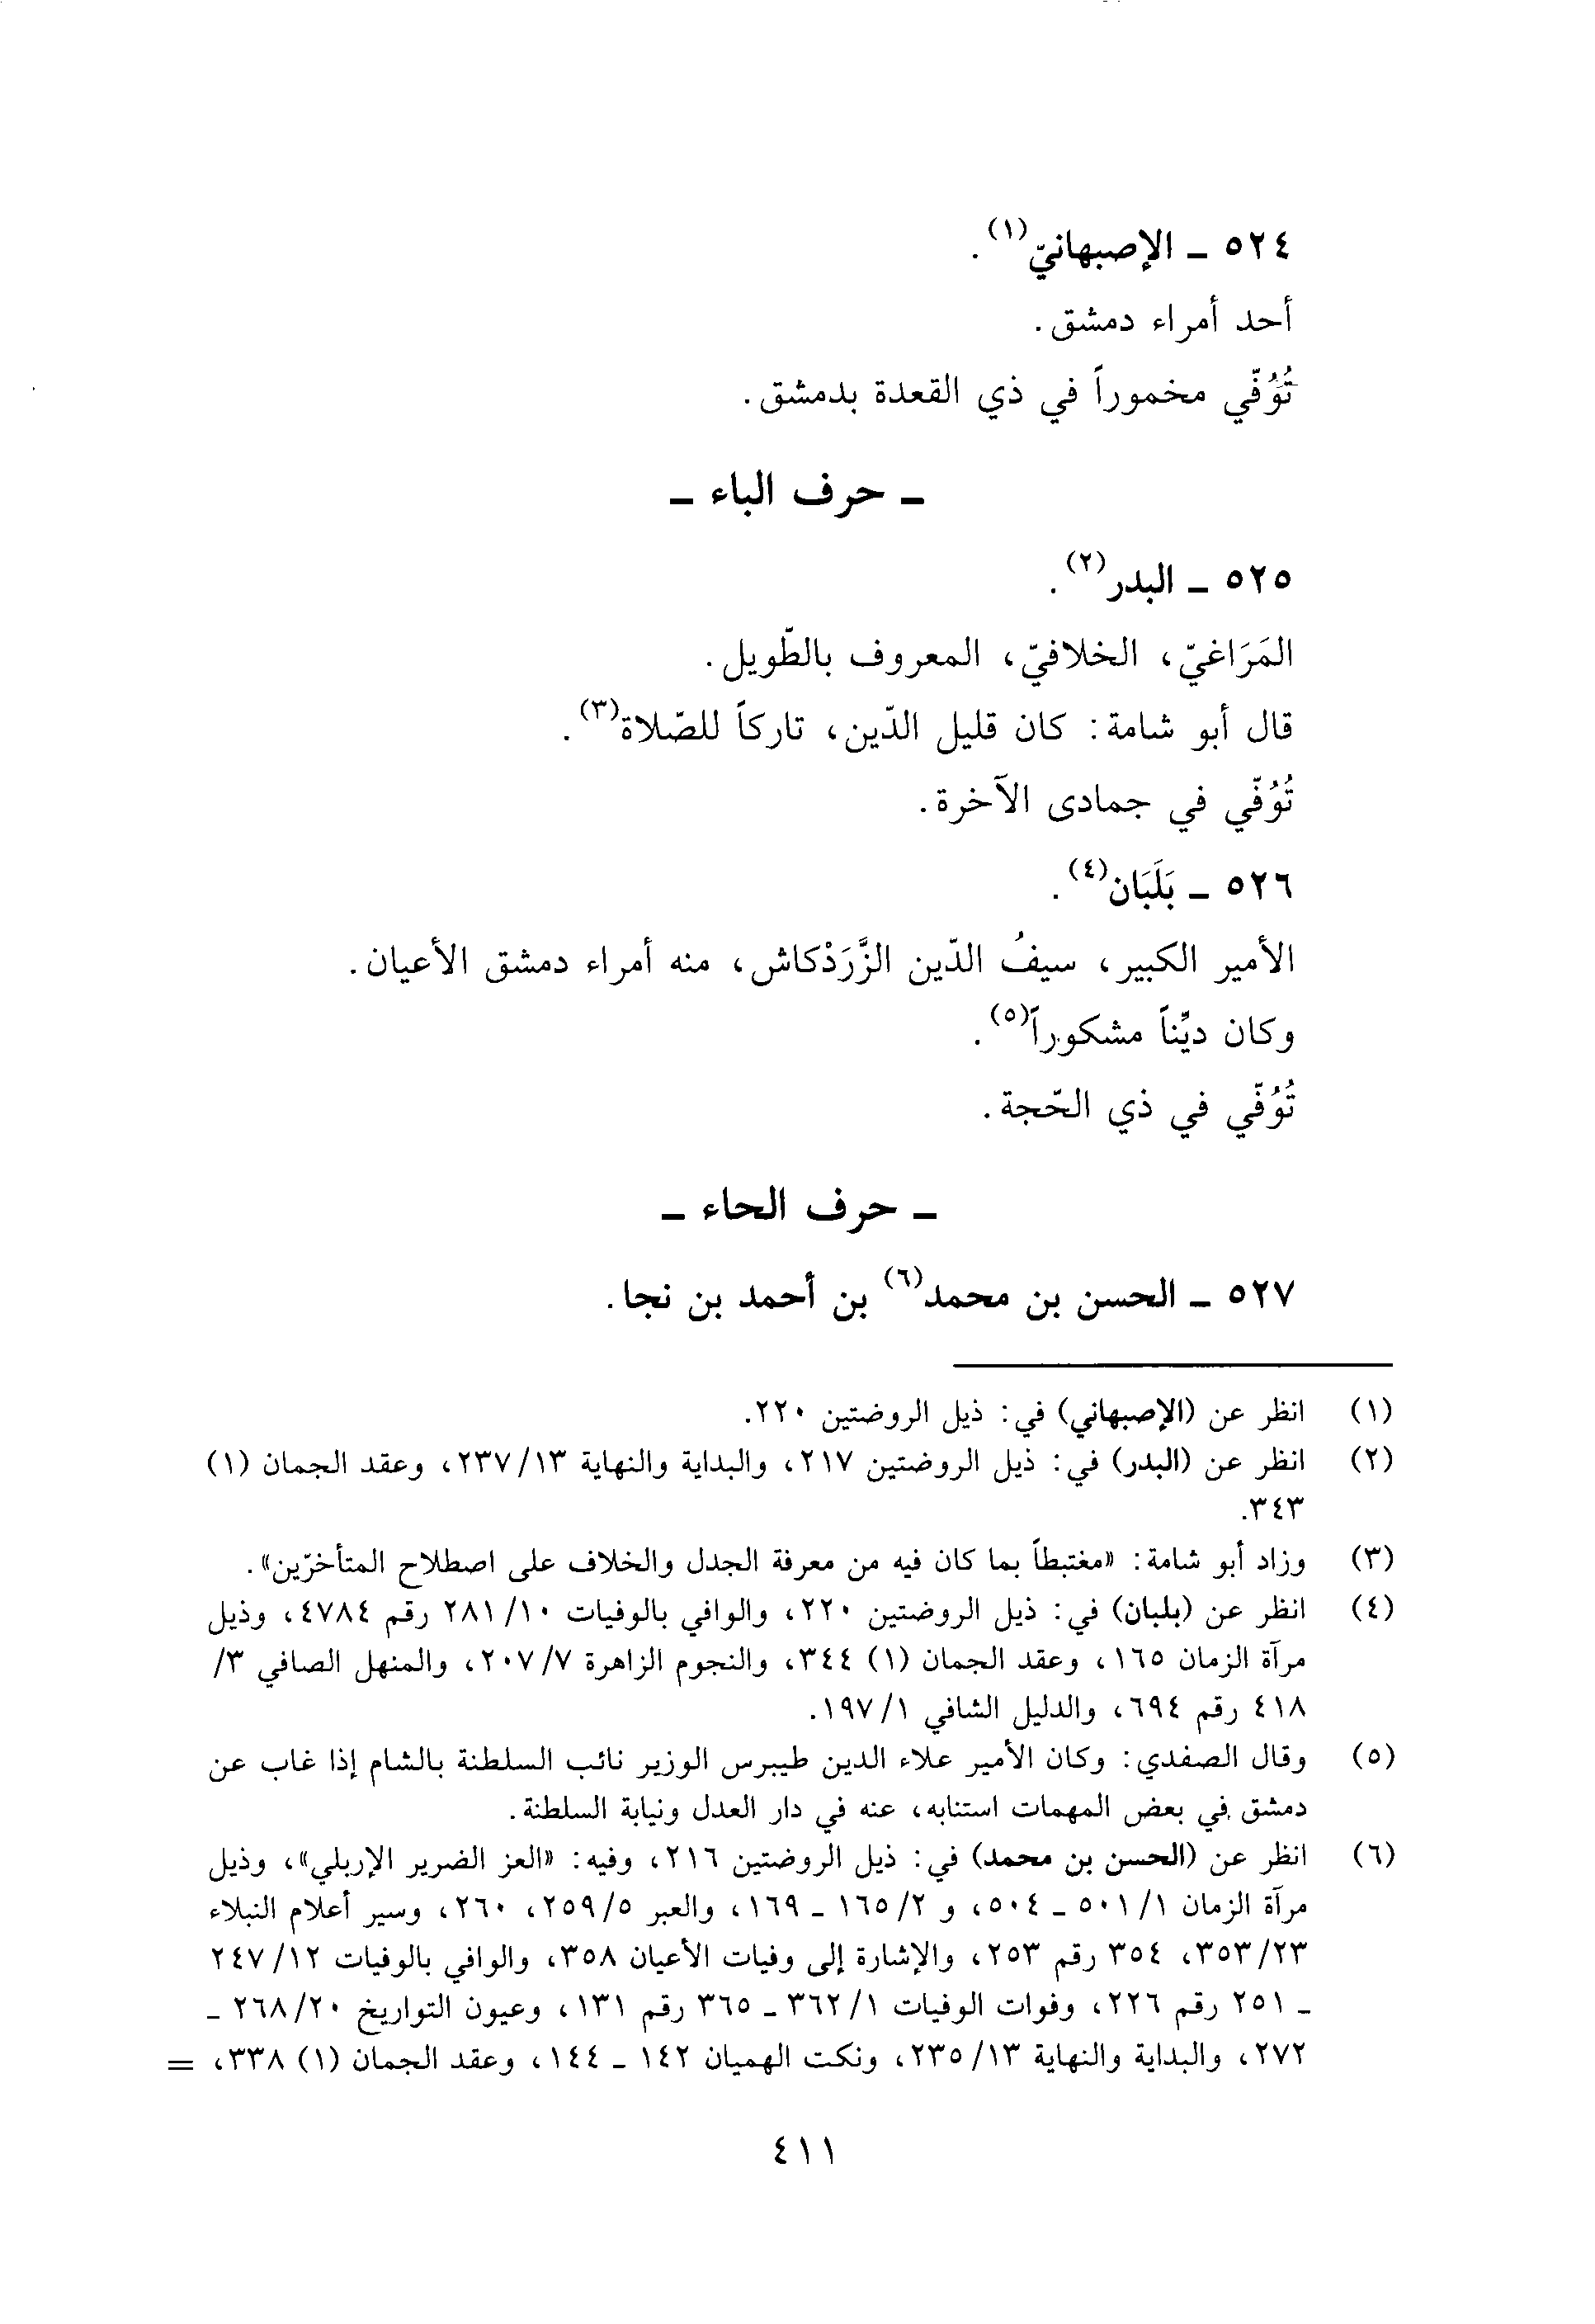 ٥٢٤ ـ الإصبهانيّ(١).
أحد أمراء دمشق.
تُوُفّي مخموراً في ذي القعدة بدمشق.
ـ حرف الباء ـ
٥٢٥ ـ البدر(٢).
المَرَاغيّ، الخلافيّ، المعروف بالطّويل.
قال أبو شامة: كان قليل الدّين، تاركاً للصّلاة(٣).
تُوُفّي في جمادى الآخرة.
٥٢٦ ـ بَلَبَان(٤).
الأمير الكبير، سيفُ الدّين الزَّرَدْكاش، منه أمراء دمشق الأعيان.
وكان ديِّناً مشكوراً(٥).
تُوُفّي في ذي الحّجة.
ـ حرف الحاء ـ
٥٢٧ ـ الحسن بن محمد(٦) بن أحمد بن نجا.
(١) انظر عن (الإصبهاني) في: ذيل الروضتين ٢٢٠.
(٢) انظر عن (البدر) في: ذيل الروضتين ٢١٧، والبداية والنهاية ٢٣٧/١٣، وعقد الجمان (١)
٣٤٣.
(٣) وزاد أبو شامة: «مغتبطاً بما كان فيه من معرفة الجدل والخلاف على اصطلاح المتأخرّين».
(٤) انظر عن (بلبان) في: ذيل الروضتين ٢٢٠، والوافي بالوفيات ٢٨١/١٠ رقم ٤٧٨٤، وذيل
مرآة الزمان ١٦٥، وعقد الجمان (١) ٣٤٤، والنجوم الزاهرة ٢٠٧/٧، والمنهل الصافي ٣/
٤١٨ رقم ٦٩٤، والدليل الشافي ١٩٧/١.
(٥) وقال الصفدي: وكان الأمير علاء الدين طيبرس الوزير نائب السلطنة بالشام إذا غاب عن
دمشق في بعض المهمات استنابه، عنه في دار العدل ونيابة السلطنة.
(٦) انظر عن (الحسن بن محمد) في: ذيل الروضتين ٢١٦، وفيه: «العز الضرير الإربلي»، وذيل
مرآة الزمان ٥٠١/١ ـ ٥٠٤، و ١٦٥/٢ ـ ١٦٩، والعبر ٢٥٩/٥، ٢٦٠، وسير أعلام النبلاء
٣٥٣/٢٣، ٣٥٤ رقم ٢٥٣، والإشارة إلى وفيات الأعيان ٣٥٨، والوافي بالوفيات ٢٤٧/١٢
ـ ٢٥١ رقم ٢٢٦، وفوات الوفيات ٣٦٢/١ ـ ٣٦٥ رقم ١٣١، وعيون التواريخ ٢٦٨/٢٠ ـ
٢٧٢، والبداية والنهاية ٢٣٥/١٣، ونكت الهميان ١٤٢ ـ ١٤٤، وعقد الجمان (١) ٣٣٨، =
٤١١